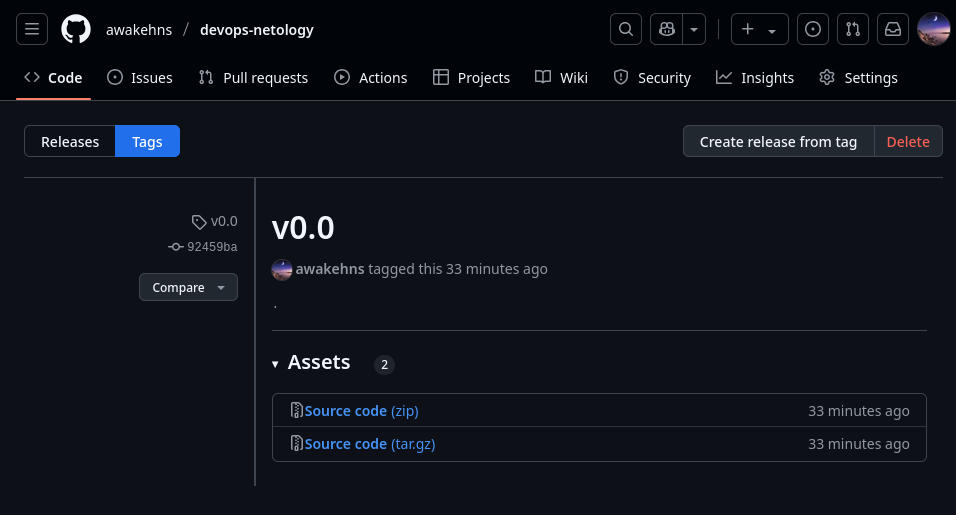 awakehns / devops-netology
Code Issues Pull requests Actions Projects Wiki Security Insights Settings
Releases Tags Create release from tag Delete
v0.0
92459ba
Compare
v0.0
awakehns tagged this 33 minutes ago
.
Assets 2
Source code (zip) 33 minutes ago
Source code (tar.gz) 33 minutes ago